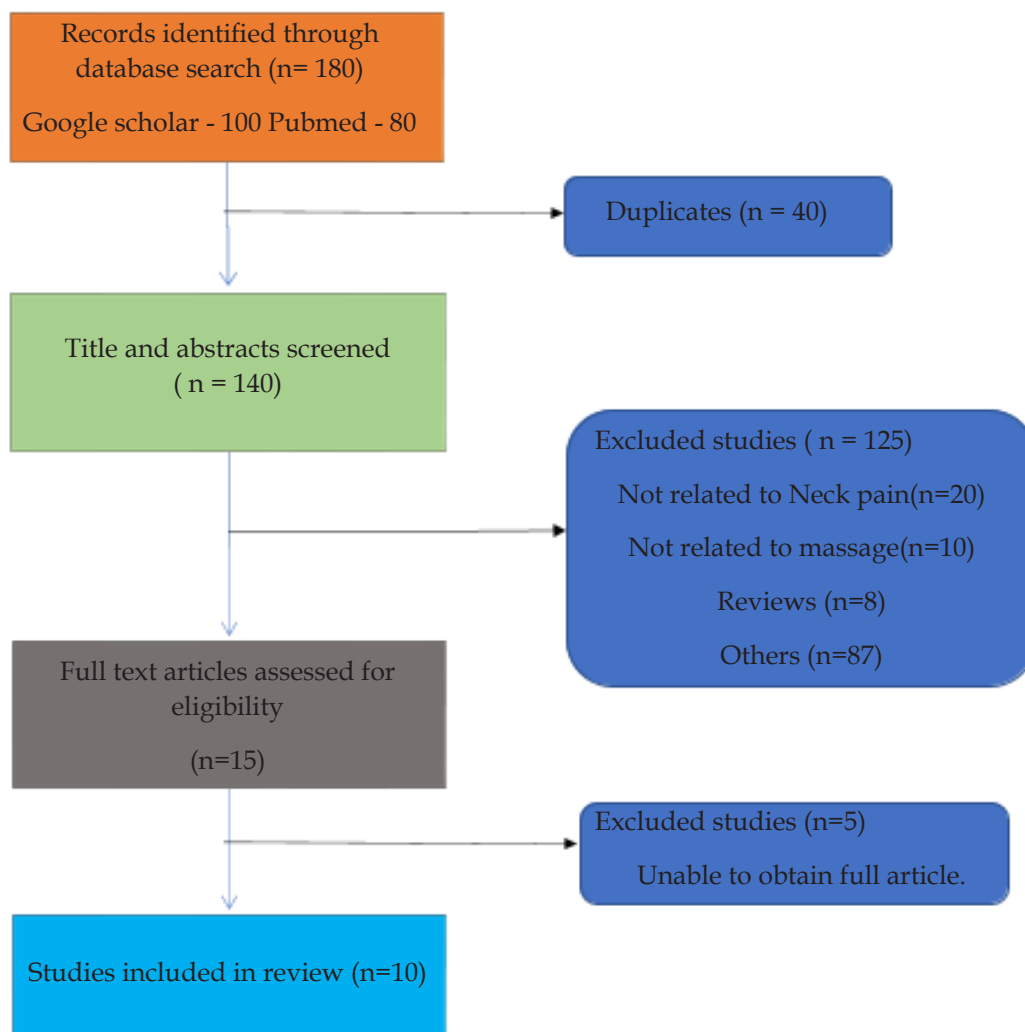 Records identified through
database search (n= 180)
Google scholar - 100 Pubmed - 80
Duplicates (n = 40)
Title and abstracts screened
( n = 140)
Excluded studies ( n = 125)
Not related to Neck pain(n=20)
Not related to massage(n=10)
Reviews (n=8)
Others (n=87)
Full text articles assessed for
eligibility
(n=15)
Excluded studies (n=5)
Unable to obtain full article.
Studies included in review (n=10)